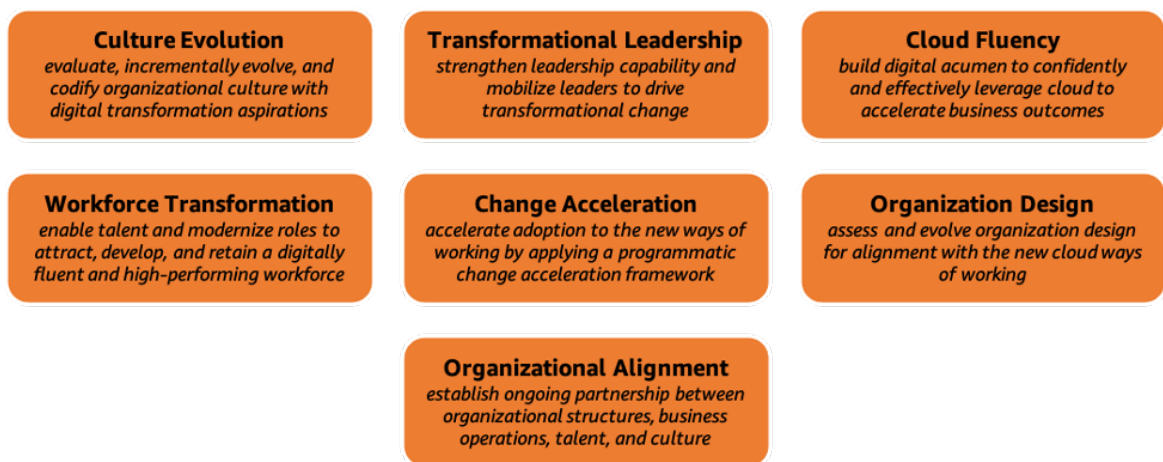 Culture Evolution
evaluate, incrementally evolve, and
codify organizational culture with
digital transformation aspirations
Transformational Leadership
strengthen leadership capability and
mobilize leaders to drive
transformational change
Cloud Fluency
build digital acumen to confidently
and effectively leverage cloud to
accelerate business outcomes
Workforce Transformation
enable talent and modernize roles to
attract, develop, and retain a digitally
fluent and high-performing workforce
Change Acceleration
accelerate adoption to the new ways of
working by applying a programmatic
change acceleration framework
Organization Design
assess and evolve organization design
for alignment with the new cloud ways
of working
Organizational Alignment
establish ongoing partnership between
organizational structures, business
operations, talent, and culture